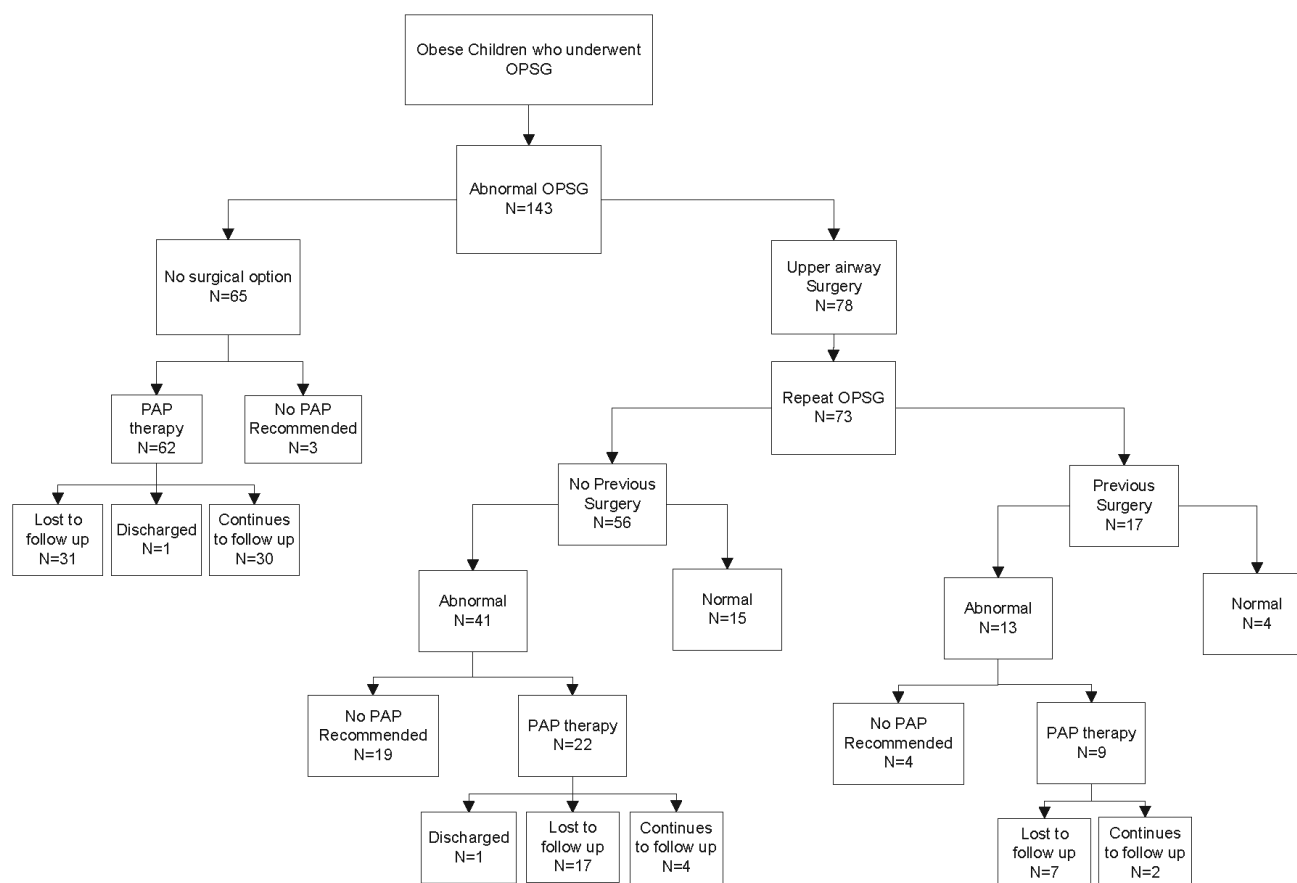 Obese Children who underwent
OPSG
Abnormal OPSG
N=143
No surgical option
N=65
Upper airway
Surgery
N=78
PAP
therapy
N=62
No PAP
Recommended
N=3
Repeat OPSG
N=73
Lost to
follow up
N=31
Discharged
N=1
Continues
to follow up
N=30
No Previous
Surgery
N=56
Previous
Surgery
N=17
Abnormal
N=41
Normal
N=15
Abnormal
N=13
Normal
N=4
No PAP
Recommended
N=19
PAP therapy
N=22
No PAP
Recommended
N=4
PAP therapy
N=9
Discharged
N=1
Lost to
follow up
N=17
Continues
to follow up
N=4
Lost to
follow up
N=7
Continues
to follow up
N=2